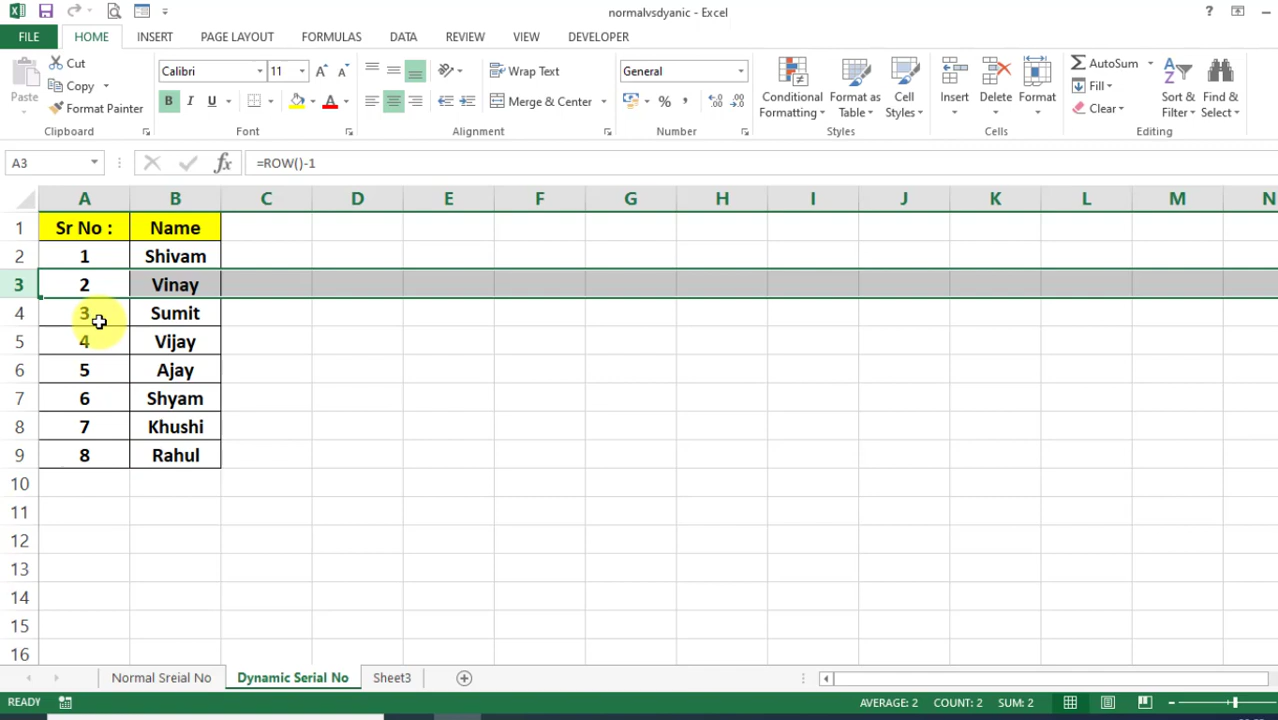 normalvsdyanic - Excel
?
FILE HOME INSERT PAGE LAYOUT FORMULAS DATA REVIEW VIEW DEVELOPER
Paste
Cut
Copy
Format Painter
Clipboard
Calibri 11
B I U A
Font
Wrap Text
Merge & Center
Alignment
General
% ,
Number
Conditional Formatting
Format as Table
Cell Styles
Styles
Insert Delete Format
Cells
AutoSum
Fill
Clear
Sort & Filter
Find & Select
Editing
A3 fx =ROW()-1
A B C D E F G H I J K L M N
1 Sr No : Name
2 1 Shivam
3 2 Vinay
4 3 Sumit
5 4 Vijay
6 5 Ajay
7 6 Shyam
8 7 Khushi
9 8 Rahul
10
11
12
13
14
15
16
Normal Sreial No Dynamic Serial No Sheet3
READY AVERAGE: 2 COUNT: 2 SUM: 2